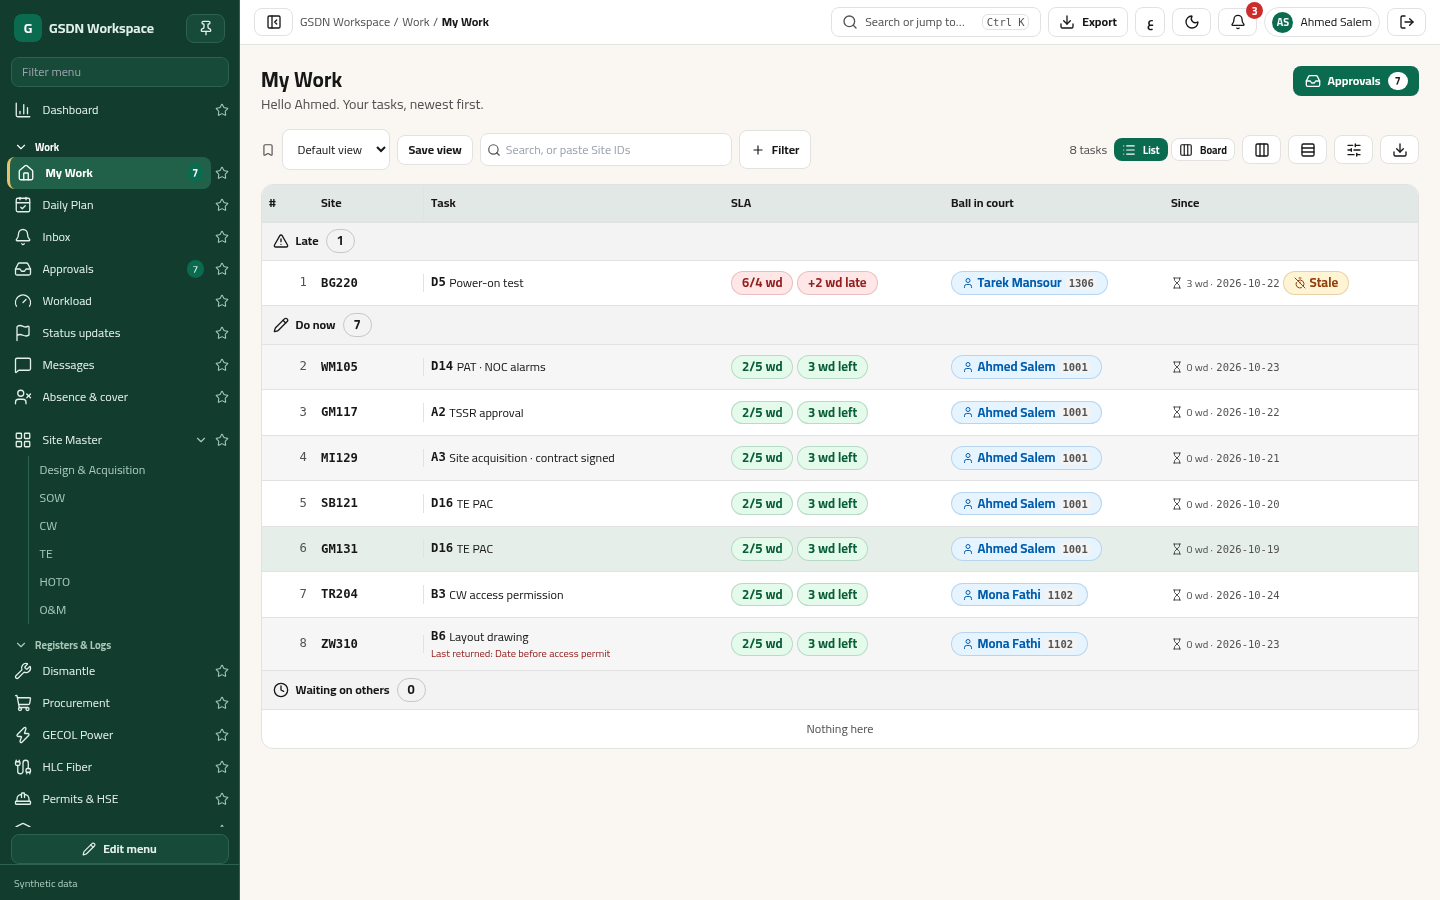 G GSDN Workspace
Filter menu
Dashboard
Work
My Work 7
Daily Plan
Inbox
Approvals 7
Workload
Status updates
Messages
Absence & cover
Site Master
Design & Acquisition
SOW
CW
TE
HOTO
O&M
Registers & Logs
Dismantle
Procurement
GECOL Power
HLC Fiber
Permits & HSE
Edit menu
Synthetic data
GSDN Workspace / Work / My Work
Search or jump to... Ctrl K
Export
ع
3
AS Ahmed Salem
My Work
Hello Ahmed. Your tasks, newest first.
Approvals 7
Default view
Save view
Search, or paste Site IDs
Filter
8 tasks
List
Board
# Site Task SLA Ball in court Since
Late 1
1 BG220 D5 Power-on test 6/4 wd +2 wd late Tarek Mansour 1306 3 wd · 2026-10-22 Stale
Do now 7
2 WM105 D14 PAT · NOC alarms 2/5 wd 3 wd left Ahmed Salem 1001 0 wd · 2026-10-23
3 GM117 A2 TSSR approval 2/5 wd 3 wd left Ahmed Salem 1001 0 wd · 2026-10-22
4 MI129 A3 Site acquisition · contract signed 2/5 wd 3 wd left Ahmed Salem 1001 0 wd · 2026-10-21
5 SB121 D16 TE PAC 2/5 wd 3 wd left Ahmed Salem 1001 0 wd · 2026-10-20
6 GM131 D16 TE PAC 2/5 wd 3 wd left Ahmed Salem 1001 0 wd · 2026-10-19
7 TR204 B3 CW access permission 2/5 wd 3 wd left Mona Fathi 1102 0 wd · 2026-10-24
8 ZW310 B6 Layout drawing 2/5 wd 3 wd left Mona Fathi 1102 0 wd · 2026-10-23
Last returned: Date before access permit
Waiting on others 0
Nothing here